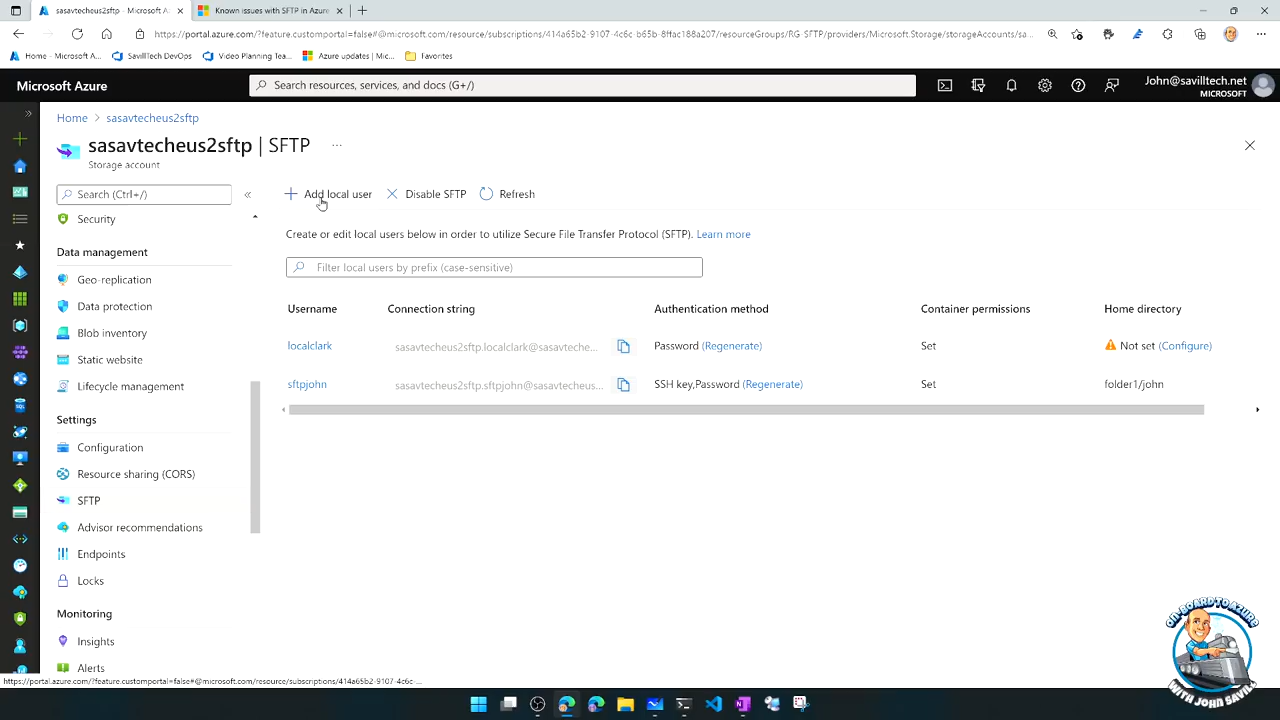 sasavtecheus2sftp - Microsoft A...
Known issues with SFTP in Azure
https://portal.azure.com/?feature.customportal=false#@microsoft.com/resource/subscriptions/414a65b2-9107-4c6c-b65b-8ffac188a207/resourceGroups/RG-SFTP/providers/Microsoft.Storage/storageAccounts/sa...
Home - Microsoft A...
SavillTech DevOps
Video Planning Tea...
Azure updates | Mic...
Favorites
Microsoft Azure
Search resources, services, and docs (G+/)
John@savilltech.net
MICROSOFT
Home > sasavtecheus2sftp
sasavtecheus2sftp | SFTP ...
Storage account
Search (Ctrl+/)
Security
Data management
Geo-replication
Data protection
Blob inventory
Static website
Lifecycle management
Settings
Configuration
Resource sharing (CORS)
SFTP
Advisor recommendations
Endpoints
Locks
Monitoring
Insights
Alerts
Add local user
Disable SFTP
Refresh
Create or edit local users below in order to utilize Secure File Transfer Protocol (SFTP). Learn more
Filter local users by prefix (case-sensitive)
Username Connection string Authentication method Container permissions Home directory
localclark sasavtecheus2sftp.localclark@sasavteche... Password (Regenerate) Set Not set (Configure)
sftpjohn sasavtecheus2sftp.sftpjohn@sasavtecheus... SSH key,Password (Regenerate) Set folder1/john
https://portal.azure.com/?feature.customportal=false#@microsoft.com/resource/subscriptions/414a65b2-9107-4c6c-...
ON-BOARD TO AZURE
WITH JOHN SAVILL